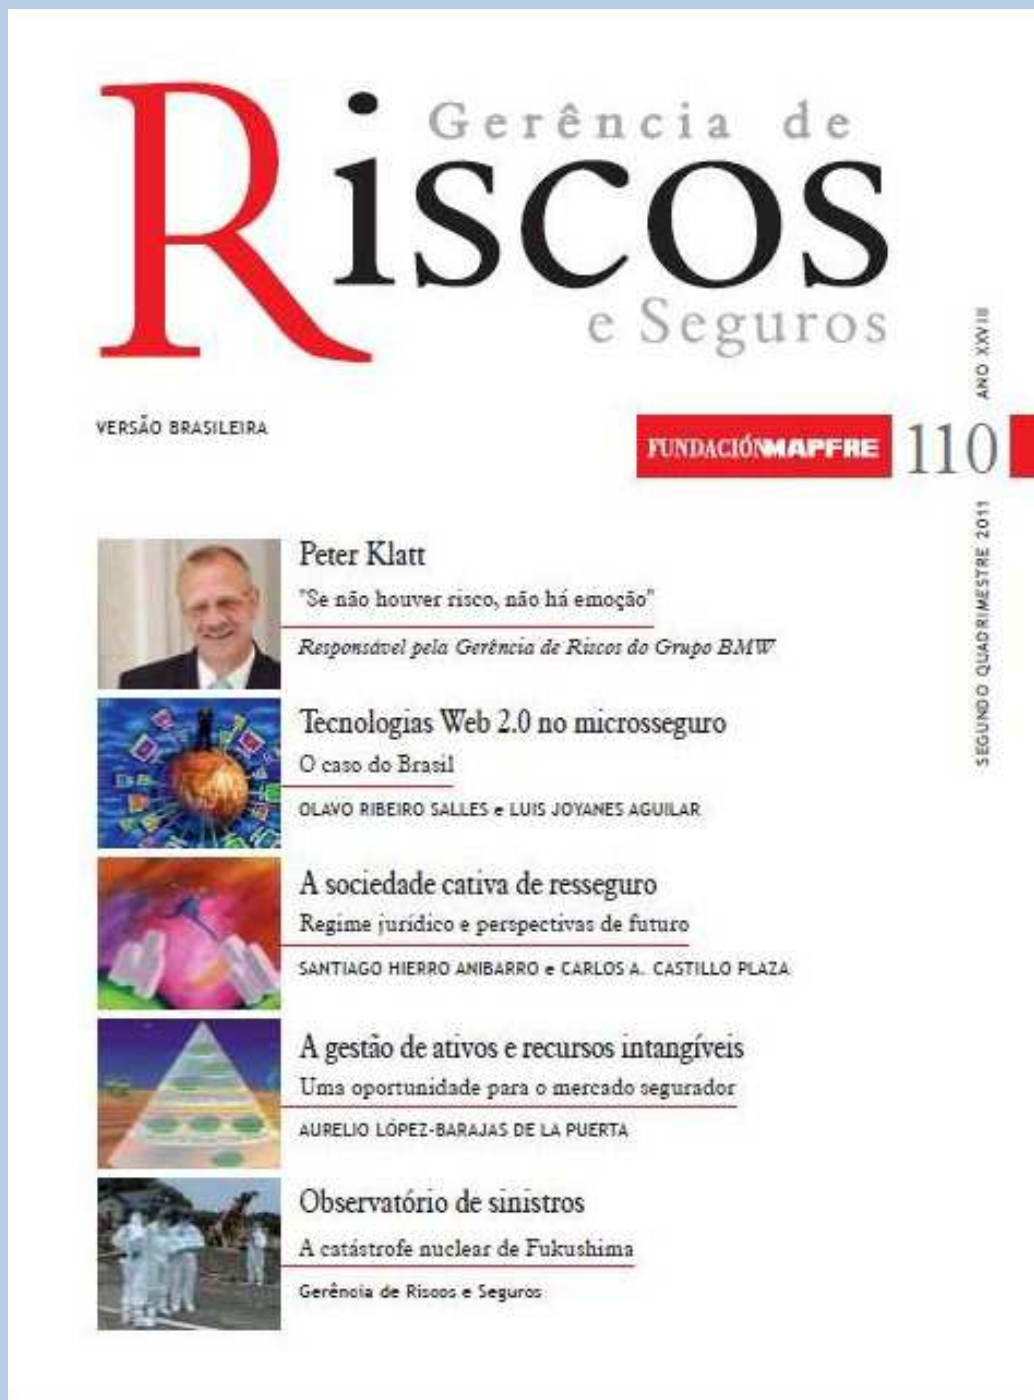 Gerência de
Riscos
e Seguros
ANO XXVIII
VERSÃO BRASILEIRA
FUNDACIÓNMAPFRE
110
SEGUNDO QUADRIMESTRE 2011
Peter Klatt
"Se não houver risco, não há emoção"
Responsável pela Gerência de Riscos do Grupo BMW
Tecnologias Web 2.0 no microsseguro
O caso do Brasil
OLAVO RIBEIRO SALLES e LUIS JOYANES AGUILAR
A sociedade cativa de resseguro
Regime jurídico e perspectivas de futuro
SANTIAGO HIERRO ANIBARRO e CARLOS A. CASTILLO PLAZA
A gestão de ativos e recursos intangíveis
Uma oportunidade para o mercado segurador
AURELIO LÓPEZ-BARAJAS DE LA PUERTA
Observatório de sinistros
A catástrofe nuclear de Fukushima
Gerência de Riscos e Seguros